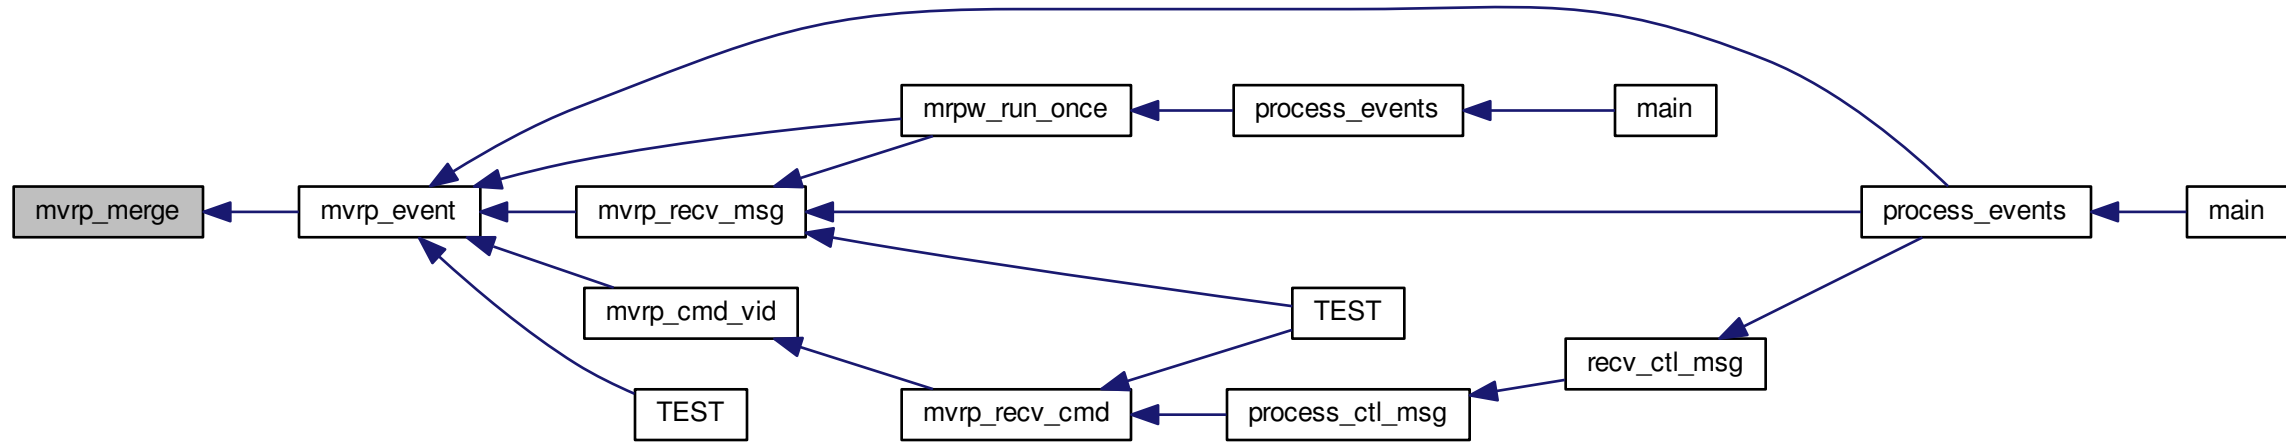 mrpw_run_once
process_events
main
mvrp_merge
mvrp_event
mvrp_recv_msg
process_events
main
mvrp_cmd_vid
TEST
recv_ctl_msg
TEST
mvrp_recv_cmd
process_ctl_msg